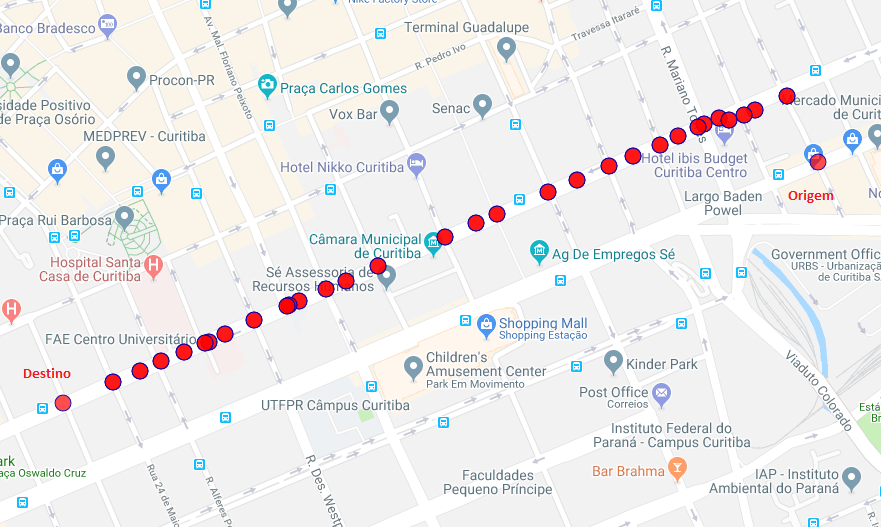 Nike Factory Store
Banco Bradesco
Av. Mal. Floriano Peixoto
Terminal Guadalupe
Travessa Itararé
R. Pedro Ivo
R. Mariano Torres
Procon-PR
Praça Carlos Gomes
sidade Positivo
de Praça Osório
Vox Bar
Senac
Mercado Munici
de Curit
MEDPREV - Curitiba
Hotel Nikko Curitiba
Hotel ibis Budget
Curitiba Centro
Origem
No
Largo Baden
Powel
Praça Rui Barbosa
Câmara Municipal
de Curitiba
Ag De Empregos Sé
Government Offic
URBS - Urbanizaçã
de Curitiba S.
Hospital Santa
Casa de Curitiba
Sé Assessoria de
Recursos Humanos
Shopping Mall
Shopping Estação
FAE Centro Universitário
Destino
Children's
Amusement Center
Park Em Movimento
Kinder Park
Viaduto Colorado
Post Office
Correios
UTFPR Câmpus Curitiba
Está
Br
Instituto Federal do
Paraná - Campus Curitiba
ark
aça Oswaldo Cruz
Rua 24 de Maio
R. Alferes Po
R. Des. Westp
Faculdades
Pequeno Príncipe
Bar Brahma
IAP - Instituto
Ambiental do Paraná